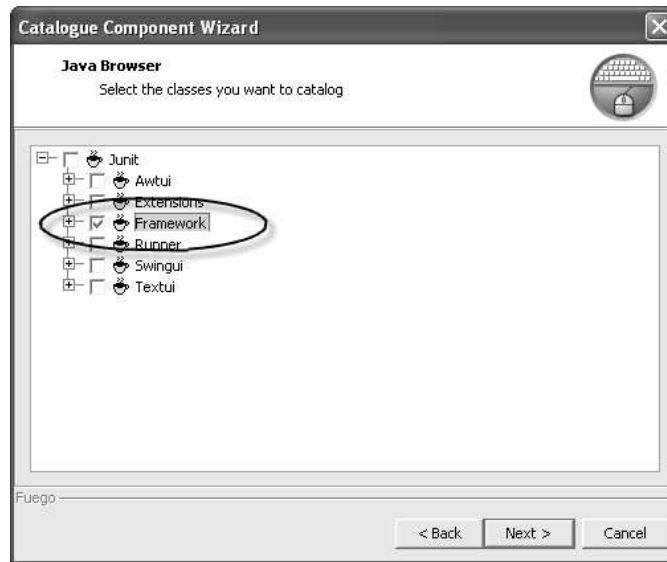 Catalogue Component Wizard
Java Browser
Select the classes you want to catalog
Junit
Awtui
Extensions
Framework
Runner
Swingui
Textui
Fuego
< Back Next > Cancel